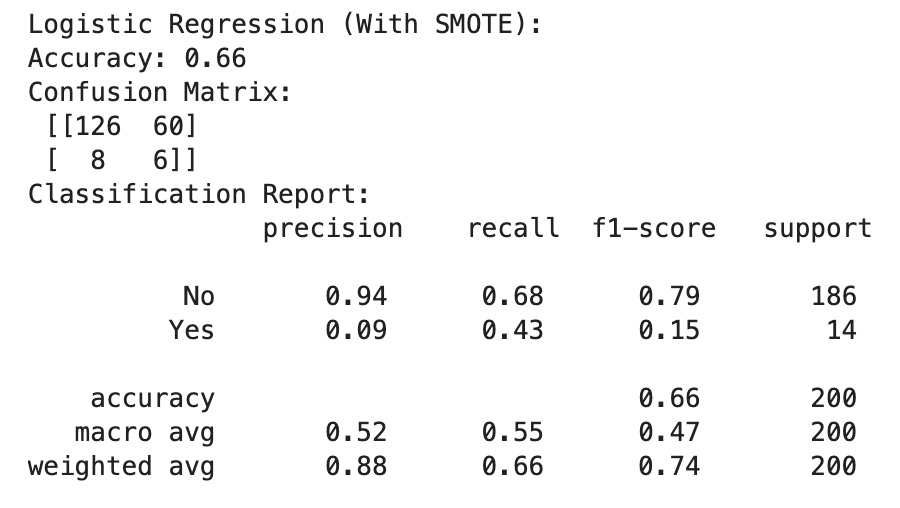 Logistic Regression (With SMOTE):
Accuracy: 0.66
Confusion Matrix:
[[126  60]
[  8   6]]
Classification Report:
precision    recall  f1-score   support
No       0.94      0.68      0.79       186
Yes       0.09      0.43      0.15        14
accuracy                           0.66       200
macro avg       0.52      0.55      0.47       200
weighted avg       0.88      0.66      0.74       200